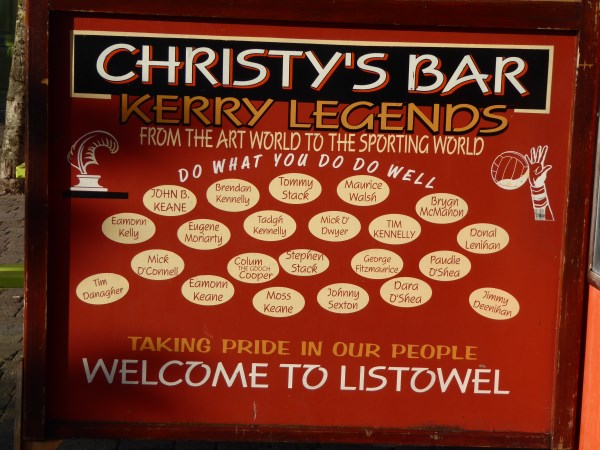 CHRISTY'S BAR
KERRY LEGENDS
FROM THE ART WORLD TO THE SPORTING WORLD
DO WHAT YOU DO DO WELL
JOHN B. KEANE
Brendan Kennelly
Tommy Stack
Maurice Walsh
Bryan McMahon
Eamonn Kelly
Eugene Moriarty
Tadgh Kennelly
Mick O' Dwyer
TIM KENNELLY
Donal Lenihan
Mick O'Connell
Colum THE GOOCH Cooper
Stephen Stack
George Fitzmaurice
Paudie O'Shea
Tim Danagher
Eamonn Keane
Moss Keane
Johnny Sexton
Dara O'Shea
Jimmy Deenihan
TAKING PRIDE IN OUR PEOPLE
WELCOME TO LISTOWEL